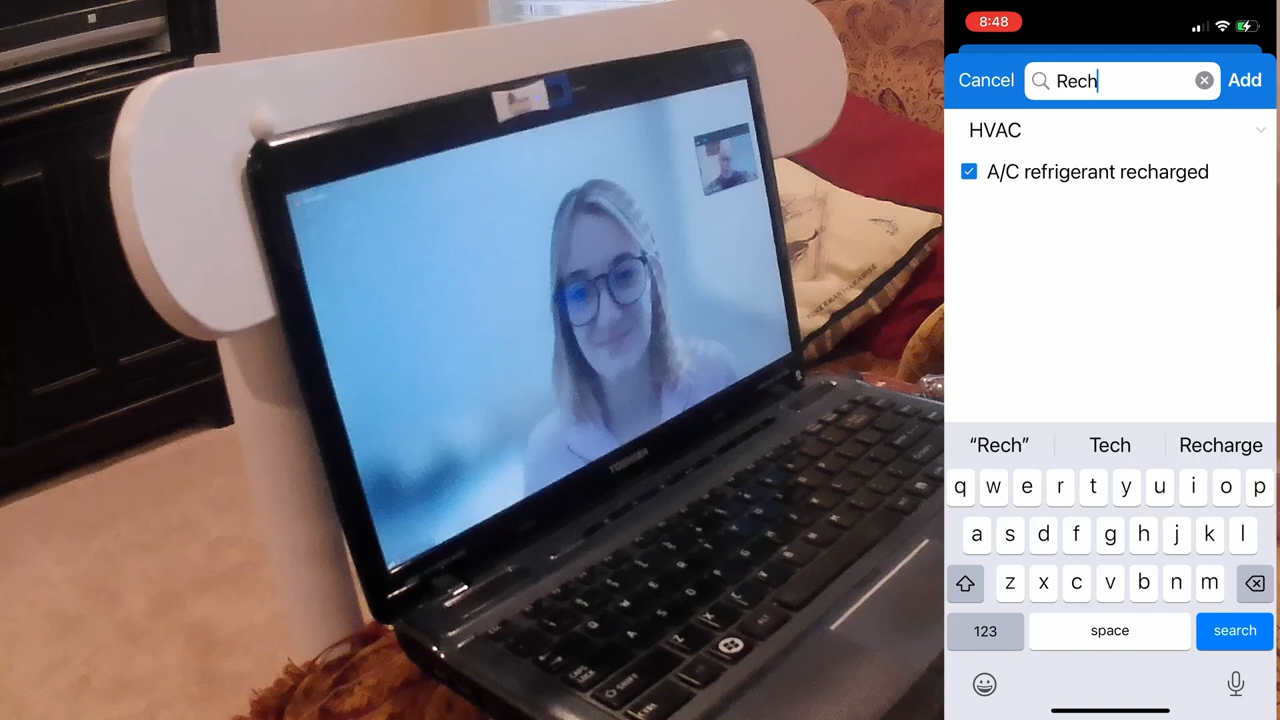 8:48
Cancel
Rech
Add
HVAC
A/C refrigerant recharged
“Rech”
Tech
Recharge
q w e r t y u i o p
a s d f g h j k l
z x c v b n m
123
space
search
TOSHIBA